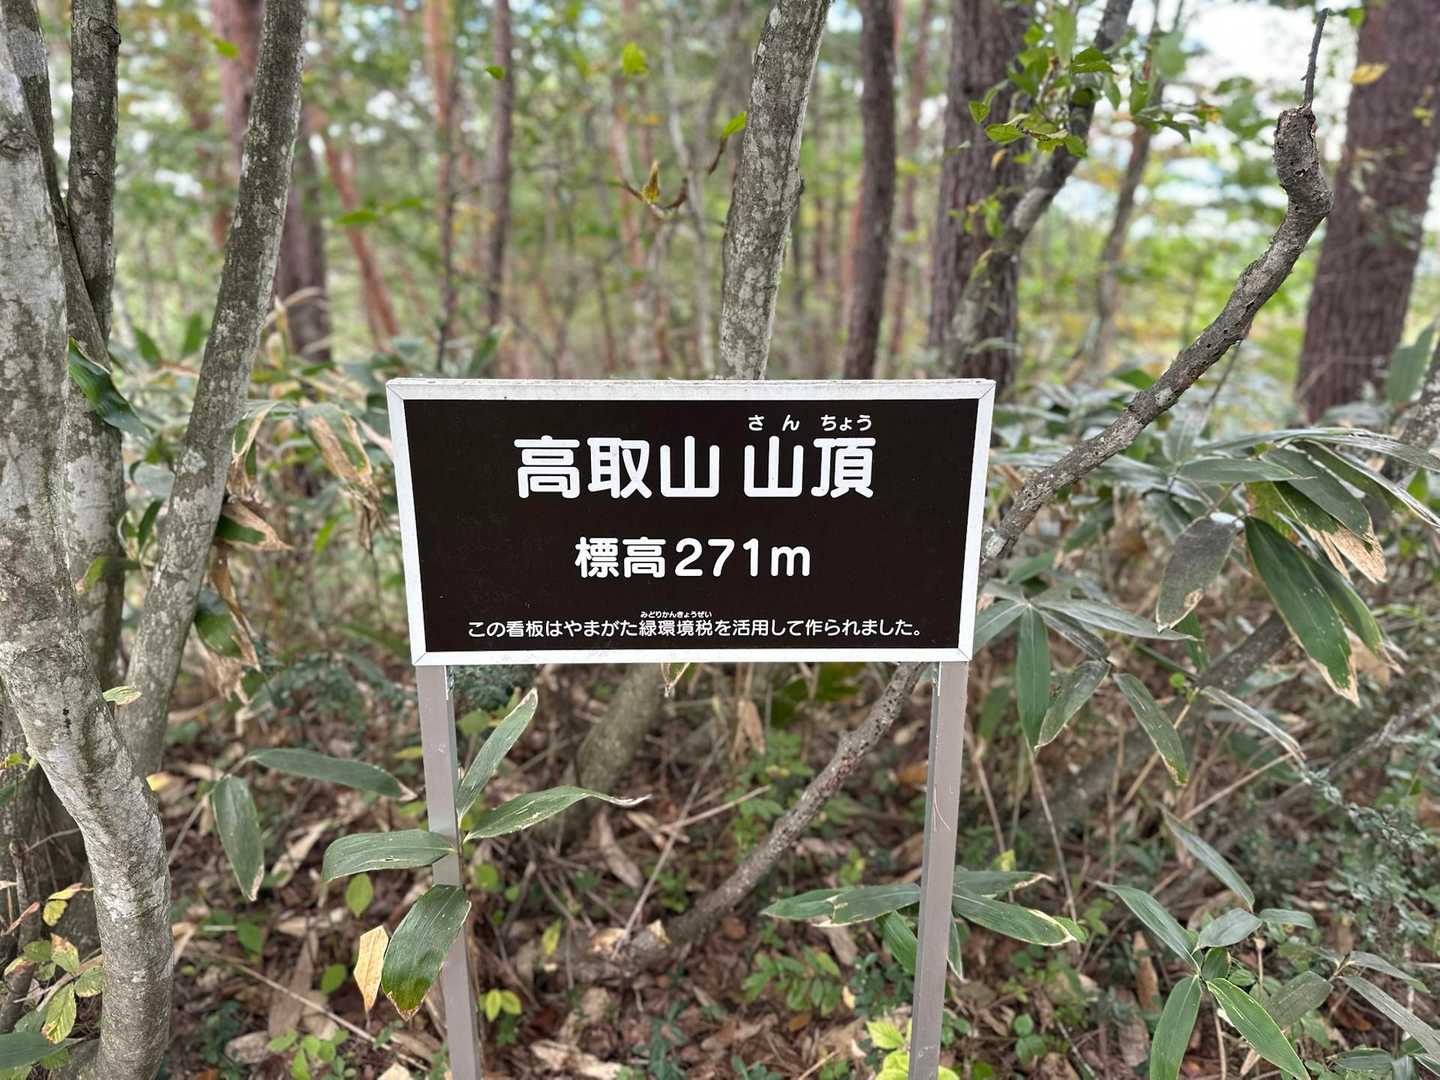 さん ちょう
高取山 山頂
標高271m
みどりかんきょうぜい
この看板はやまがた緑環境税を活用して作られました。